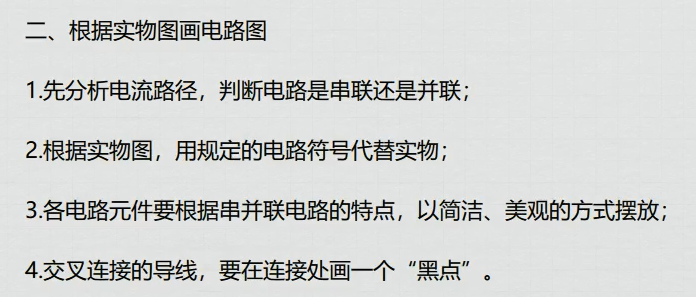 二、根据实物图画电路图
1.先分析电流路径，判断电路是串联还是并联；
2.根据实物图，用规定的电路符号代替实物；
3.各电路元件要根据串并联电路的特点，以简洁、美观的方式摆放；
4.交叉连接的导线，要在连接处画一个“黑点”。